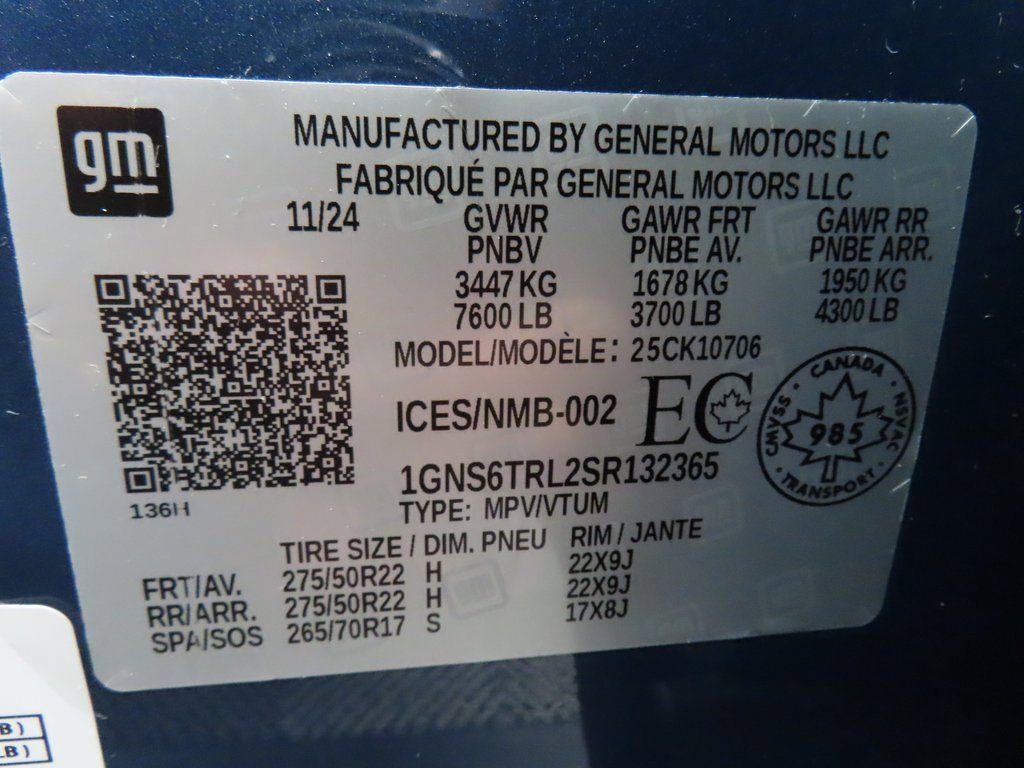 gm
MANUFACTURED BY GENERAL MOTORS LLC
FABRIQUÉ PAR GENERAL MOTORS LLC
11/24 GVWR GAWR FRT GAWR RR
PNBV PNBE AV. PNBE ARR.
3447 KG 1678 KG 1950 KG
7600 LB 3700 LB 4300 LB
MODEL/MODÈLE: 25CK10706
ICES/NMB-002 EC
CANADA
CMVSS 985 NSVAC
TRANSPORT
1GNS6TRL2SR132365
136H
TYPE: MPV/VTUM
TIRE SIZE / DIM. PNEU RIM / JANTE
FRT/AV. 275/50R22 H 22X9J
RR/ARR. 275/50R22 H 22X9J
SPA/SOS 265/70R17 S 17X8J
B)
LB)